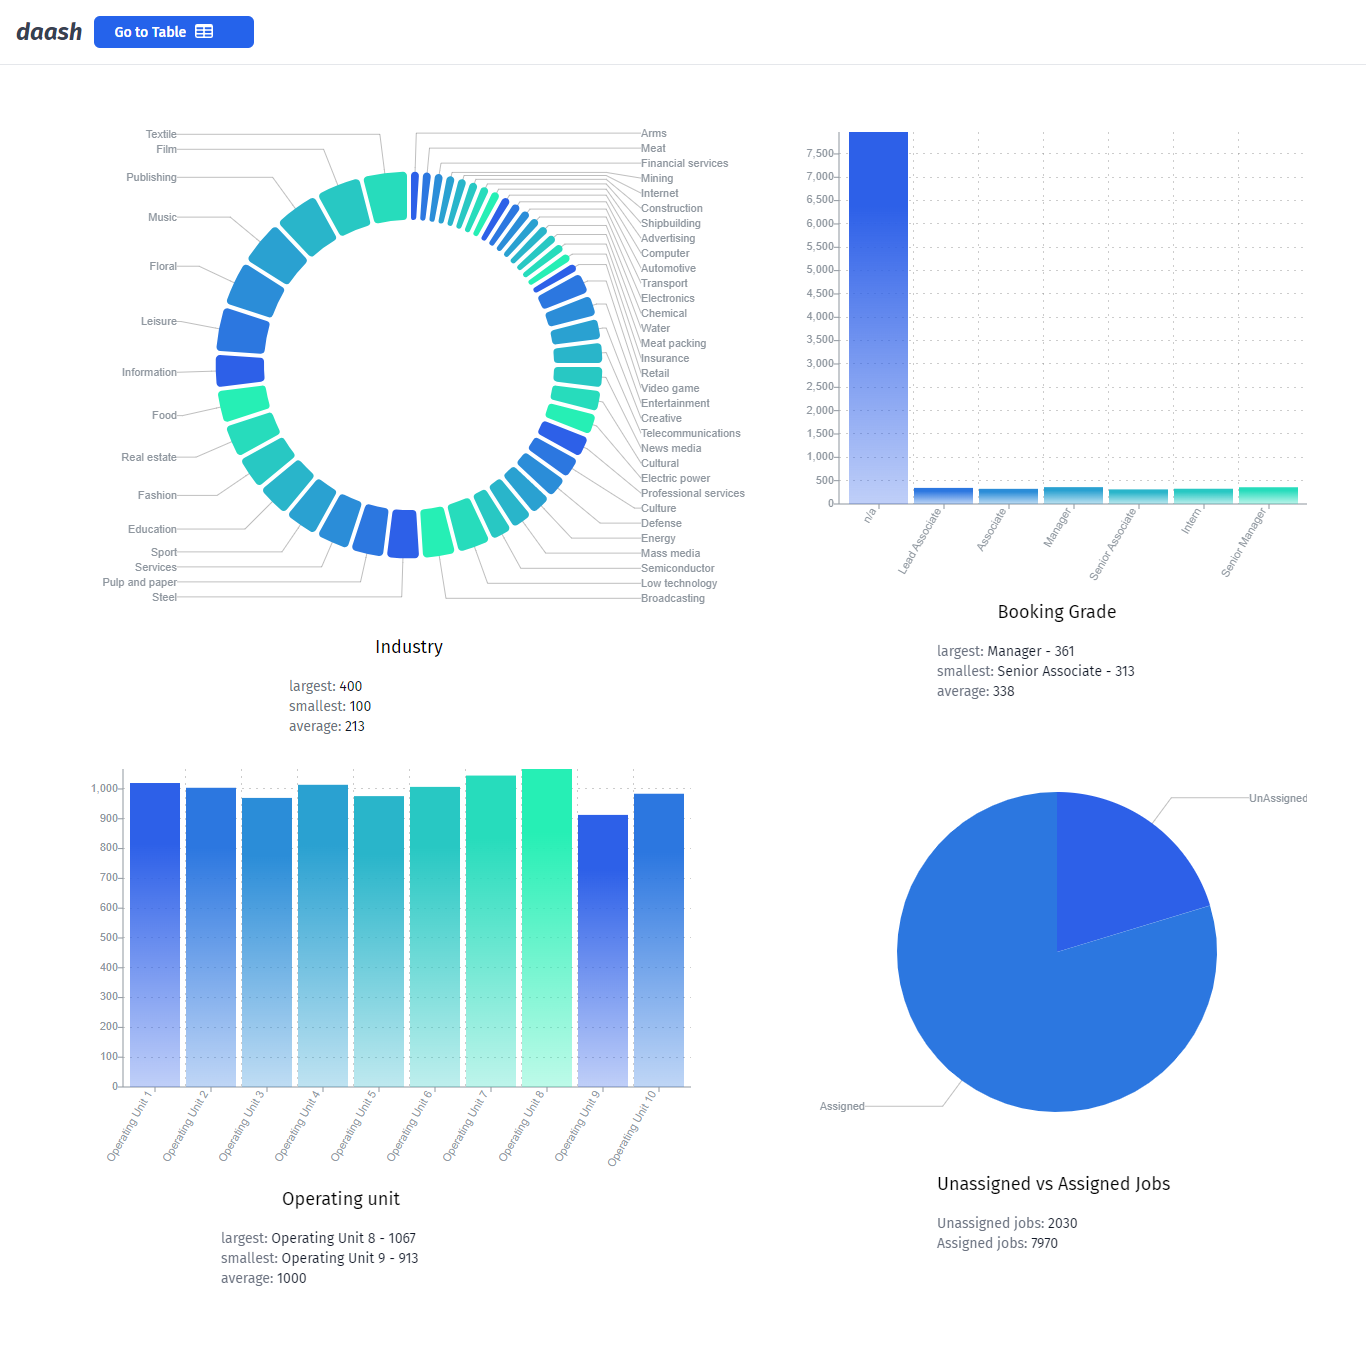 daash
Go to Table
Textile
Film
Publishing
Music
Floral
Leisure
Information
Food
Real estate
Fashion
Education
Sport
Services
Pulp and paper
Steel
Arms
Meat
Financial services
Mining
Internet
Construction
Shipbuilding
Advertising
Computer
Automotive
Transport
Electronics
Chemical
Water
Meat packing
Insurance
Retail
Video game
Entertainment
Creative
Telecommunications
News media
Cultural
Electric power
Professional services
Culture
Defense
Energy
Mass media
Semiconductor
Low technology
Broadcasting
Industry
largest: 400
smallest: 100
average: 213
7,500
7,000
6,500
6,000
5,500
5,000
4,500
4,000
3,500
3,000
2,500
2,000
1,500
1,000
500
0
n/a
Lead Associate
Associate
Manager
Senior Associate
Intern
Senior Manager
Booking Grade
largest: Manager - 361
smallest: Senior Associate - 313
average: 338
1,000
900
800
700
600
500
400
300
200
100
0
Operating Unit 1
Operating Unit 2
Operating Unit 3
Operating Unit 4
Operating Unit 5
Operating Unit 6
Operating Unit 7
Operating Unit 8
Operating Unit 9
Operating Unit 10
Operating unit
largest: Operating Unit 8 - 1067
smallest: Operating Unit 9 - 913
average: 1000
UnAssigned
Assigned
Unassigned vs Assigned Jobs
Unassigned jobs: 2030
Assigned jobs: 7970